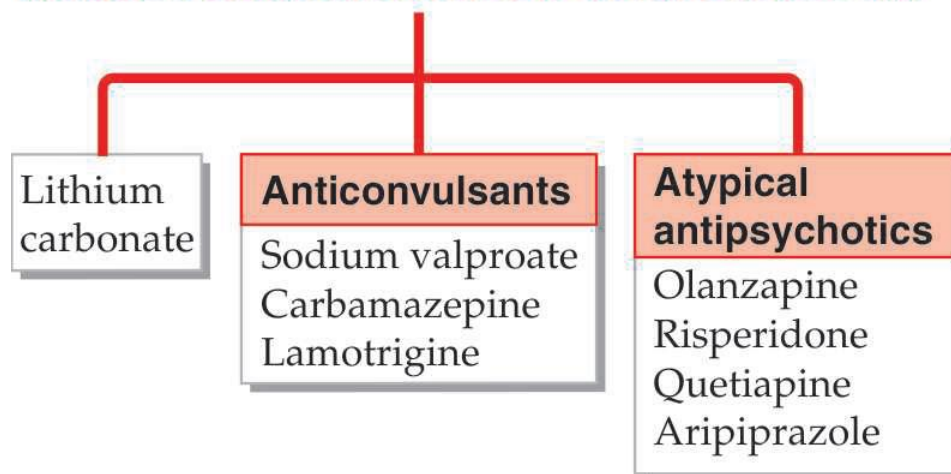 Lithium
carbonate
Anticonvulsants
Sodium valproate
Carbamazepine
Lamotrigine
Atypical
antipsychotics
Olanzapine
Risperidone
Quetiapine
Aripiprazole